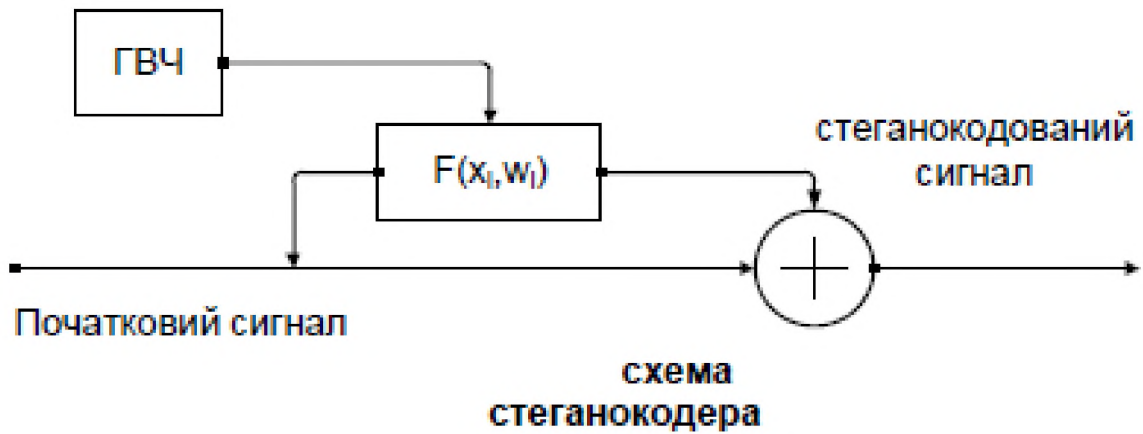 ГВЧ
F(xᵢ,wᵢ)
стеганокодований
сигнал
Початковий сигнал
схема
стеганокодера